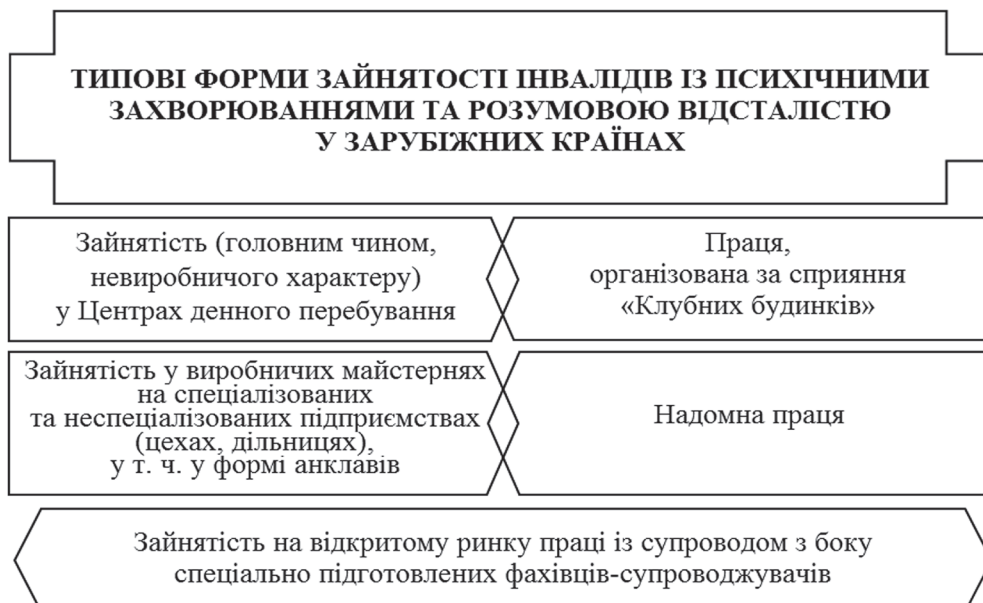 ТИПОВІ ФОРМИ ЗАЙНЯТОСТІ ІНВАЛІДІВ ІЗ ПСИХІЧНИМИ
ЗАХВОРЮВАННЯМИ ТА РОЗУМОВОЮ ВІДСТАЛІСТЮ
У ЗАРУБІЖНИХ КРАЇНАХ
Зайнятість (головним чином,
невиробничого характеру)
у Центрах денного перебування
Праця,
організована за сприяння
«Клубних будинків»
Зайнятість у виробничих майстернях
на спеціалізованих
та неспеціалізованих підприємствах
(цехах, дільницях),
у т. ч. у формі анклавів
Надомна праця
Зайнятість на відкритому ринку праці із супроводом з боку
спеціально підготовлених фахівців-супроводжувачів